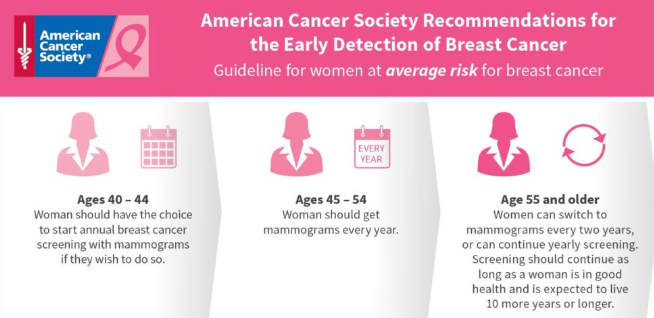 American
Cancer
Society®
American Cancer Society Recommendations for
the Early Detection of Breast Cancer
Guideline for women at average risk for breast cancer
Ages 40 – 44
Woman should have the choice
to start annual breast cancer
screening with mammograms
if they wish to do so.
EVERY
YEAR
Ages 45 – 54
Woman should get
mammograms every year.
Age 55 and older
Women can switch to
mammograms every two years,
or can continue yearly screening.
Screening should continue as
long as a woman is in good
health and is expected to live
10 more years or longer.